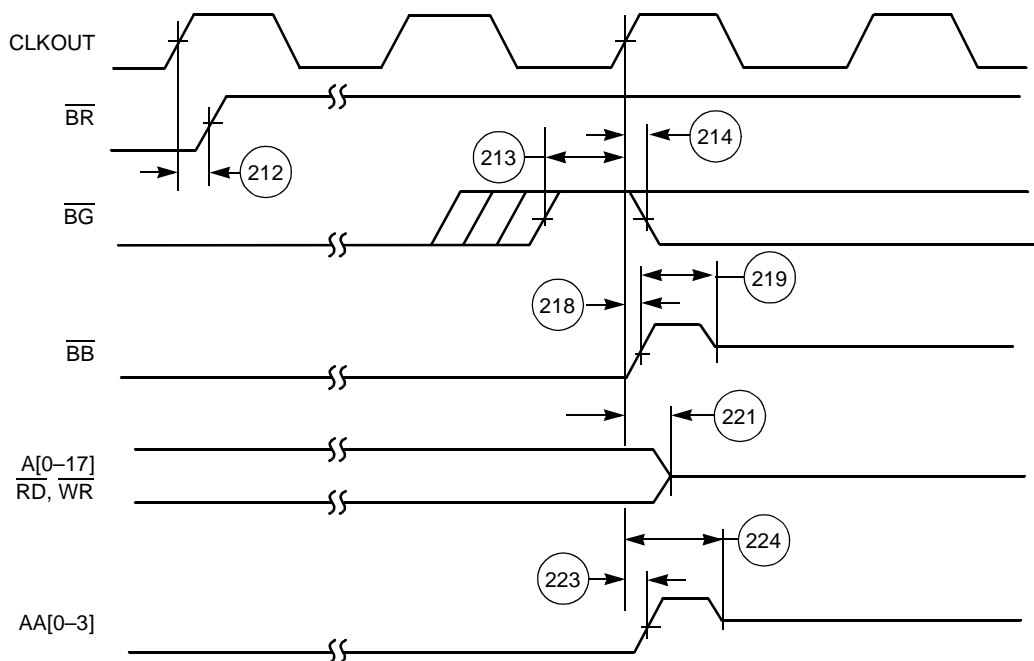 CLKOUT
BR
212
213
214
BG
218
219
BB
221
A[0–17]
RD, WR
224
223
AA[0–3]